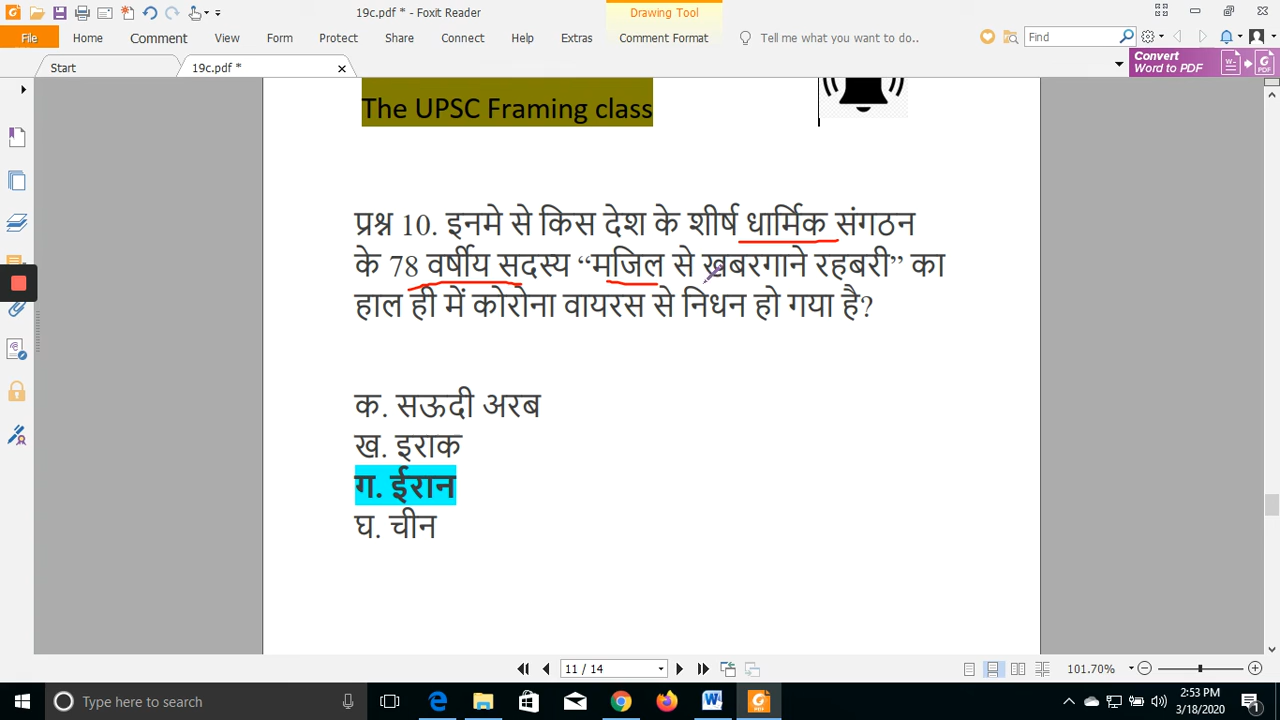 19c.pdf * - Foxit Reader
Drawing Tool
File Home Comment View Form Protect Share Connect Help Extras Comment Format Tell me what you want to do.. Find
Start 19c.pdf *
Convert
Word to PDF
The UPSC Framing class
प्रश्न 10. इनमे से किस देश के शीर्ष धार्मिक संगठन
के 78 वर्षीय सदस्य “मजिल से खबरगाने रहबरी” का
हाल ही में कोरोना वायरस से निधन हो गया है?
क. सऊदी अरब
ख. इराक
ग. ईरान
घ. चीन
11 / 14
101.70%
Type here to search
2:53 PM
3/18/2020